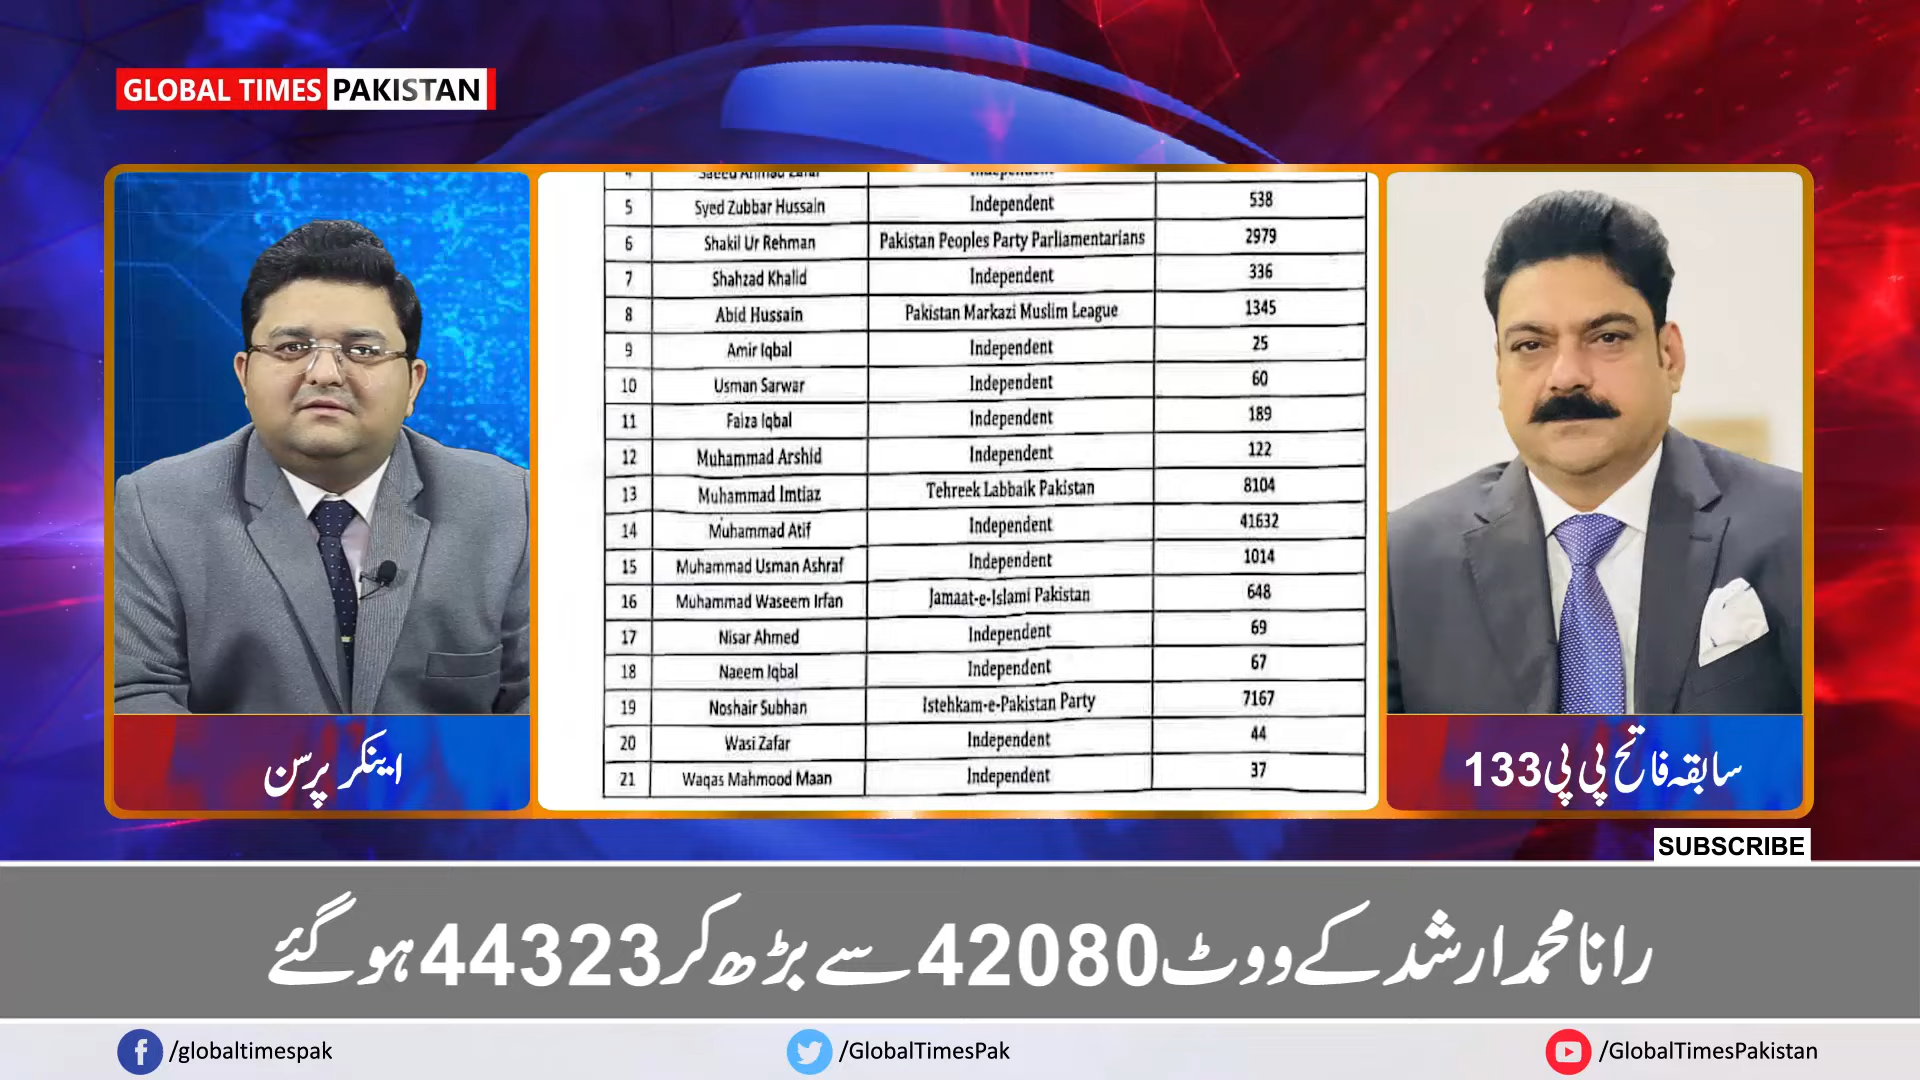 GLOBAL TIMES PAKISTAN
5 Syed Zubbar Hussain Independent 538
6 Shakil Ur Rehman Pakistan Peoples Party Parliamentarians 2979
7 Shahzad Khalid Independent 336
8 Abid Hussain Pakistan Markazi Muslim League 1345
9 Amir Iqbal Independent 25
10 Usman Sarwar Independent 60
11 Faiza Iqbal Independent 189
12 Muhammad Arshid Independent 122
13 Muhammad Imtiaz Tehreek Labbaik Pakistan 8104
14 Muhammad Atif Independent 41632
15 Muhammad Usman Ashraf Independent 1014
16 Muhammad Waseem Irfan Jamaat-e-Islami Pakistan 648
17 Nisar Ahmed Independent 69
18 Naeem Iqbal Independent 67
19 Noshair Subhan Istehkam-e-Pakistan Party 7167
20 Wasi Zafar Independent 44
21 Waqas Mahmood Maan Independent 37
اینکر پرسن
سابقہ فاتح پی پی 133
SUBSCRIBE
رانا محمد ارشد کے ووٹ 42080 سے بڑھ کر 44323 ہو گئے
/globaltimespak
/GlobalTimesPak
/GlobalTimesPakistan